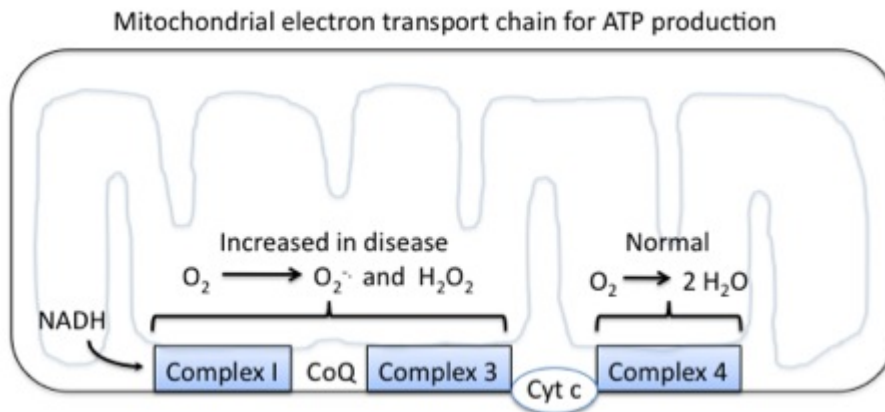 Mitochondrial electron transport chain for ATP production
Increased in disease
O₂ → O₂⁻· and H₂O₂
Normal
O₂ → 2 H₂O
NADH
Complex I
CoQ
Complex 3
Cyt c
Complex 4